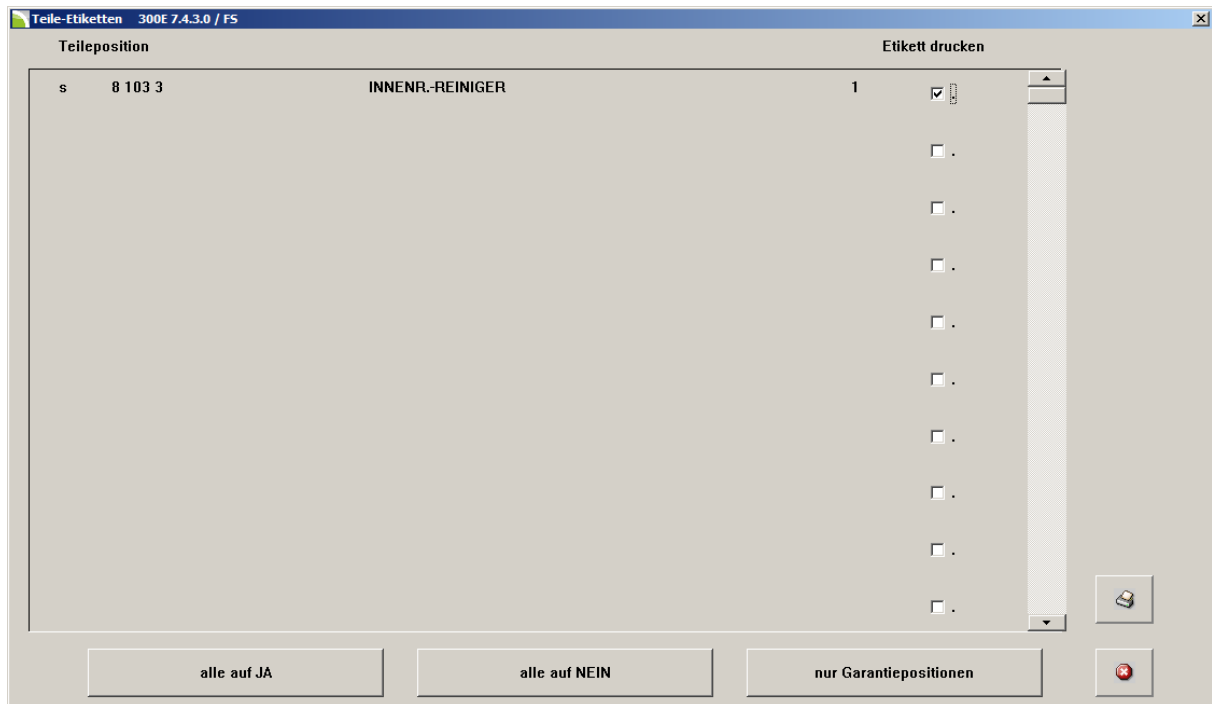 Teile-Etiketten 300E 7.4.3.0 / FS
Teileposition Etikett drucken
s 8 103 3 INNENR.-REINIGER 1 .
.
.
.
.
.
.
.
.
.
alle auf JA alle auf NEIN nur Garantiepositionen